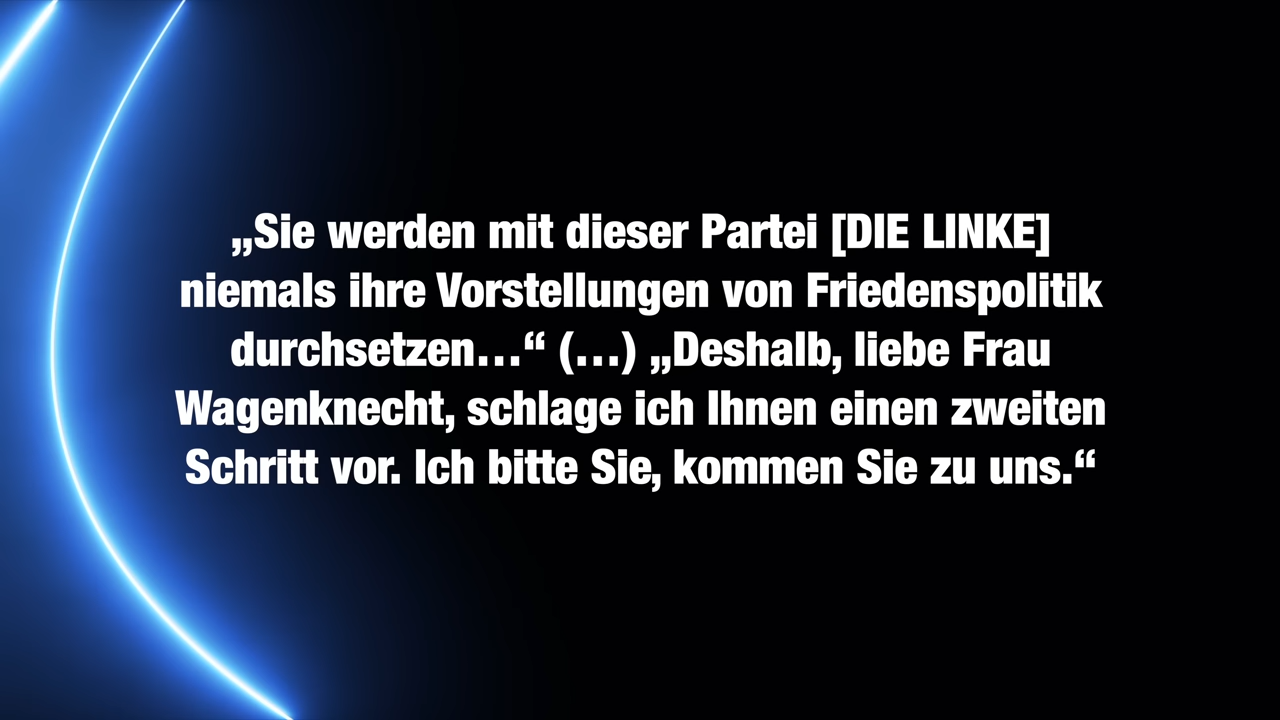 „Sie werden mit dieser Partei [DIE LINKE]
niemals ihre Vorstellungen von Friedenspolitik
durchsetzen…“ (…) „Deshalb, liebe Frau
Wagenknecht, schlage ich Ihnen einen zweiten
Schritt vor. Ich bitte Sie, kommen Sie zu uns.“